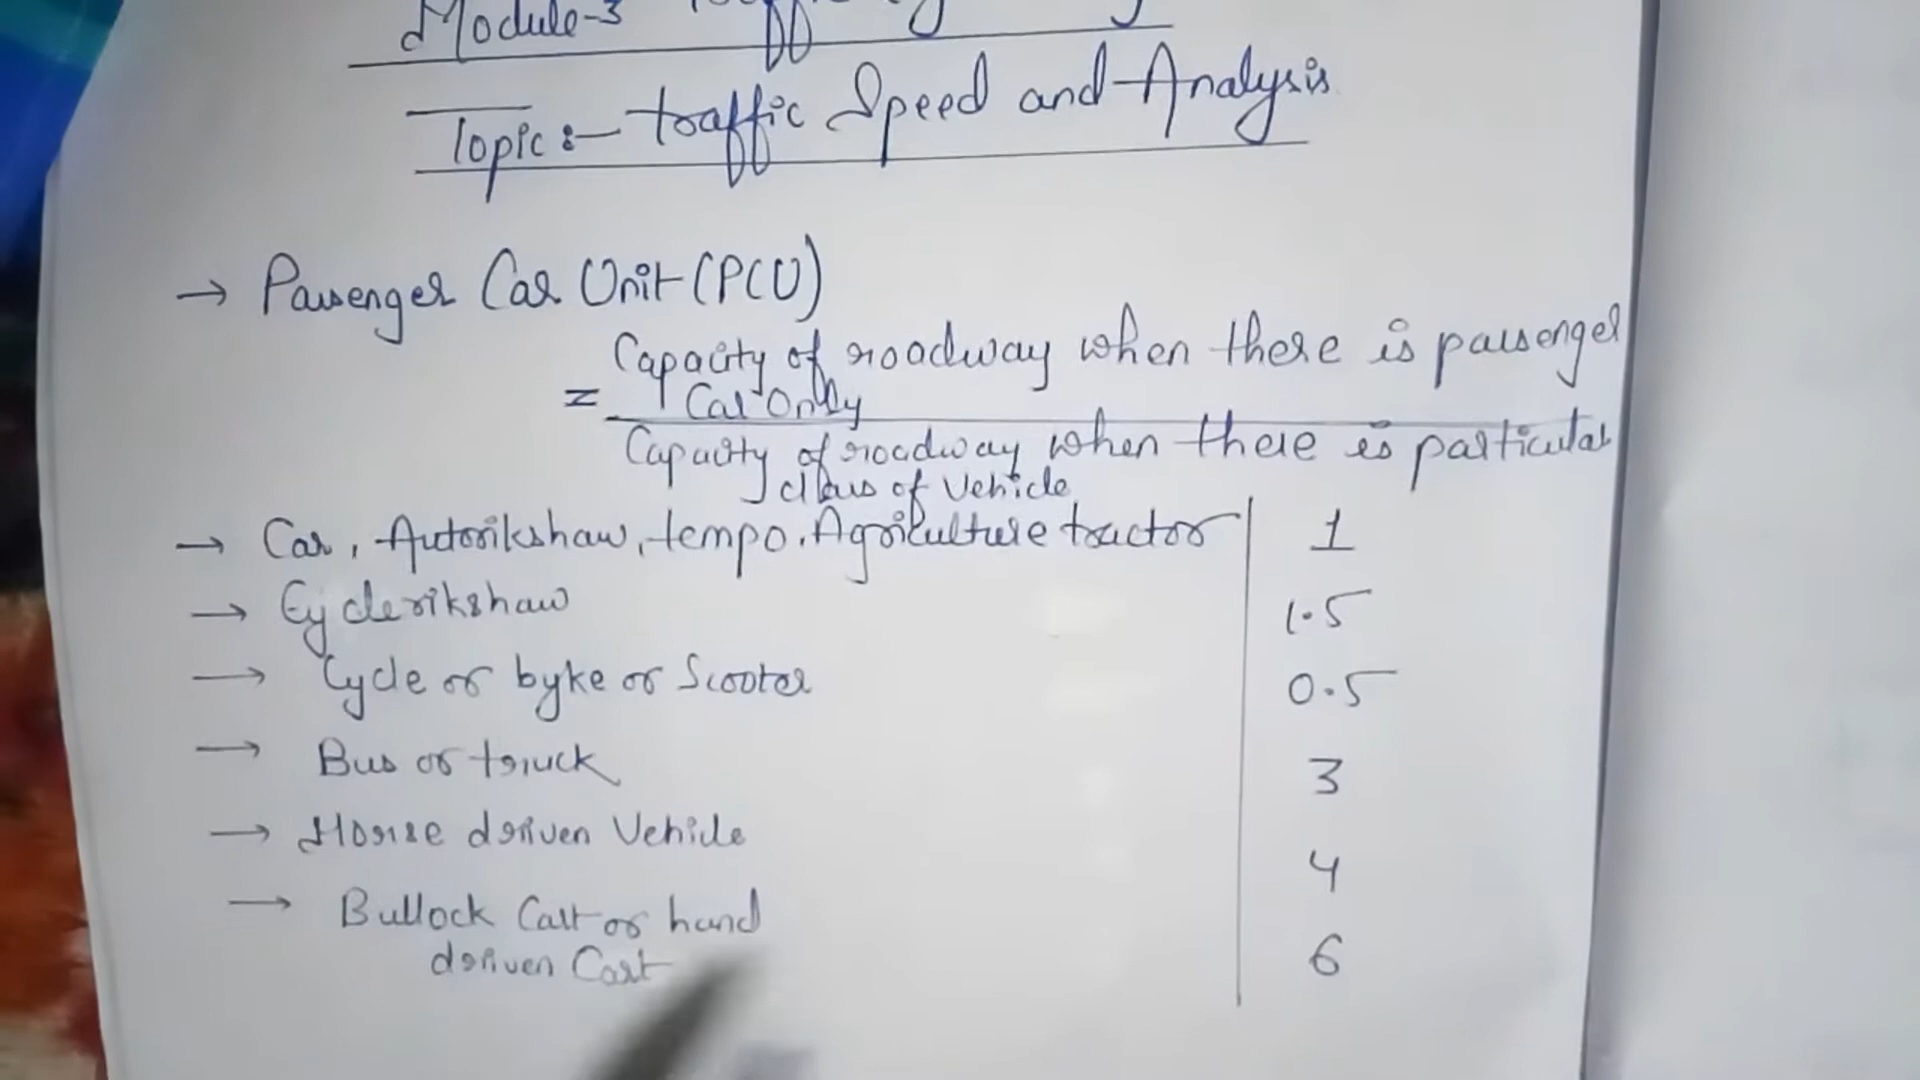 Module-3
Topic :- traffic Speed and Analysis
→ Passenger Car Unit (PCU)
Capacity of roadway when there is passenger
= Car Only
Capacity of roadway when there is particular
class of Vehicle
→ Car, Autorikshaw, tempo, Agriculture tractor 1
→ Cyclerikshaw 1.5
→ Cycle or byke or Scooter 0.5
→ Bus or truck 3
→ Horse driven Vehicle 4
→ Bullock Cart or hand
driven Cart 6